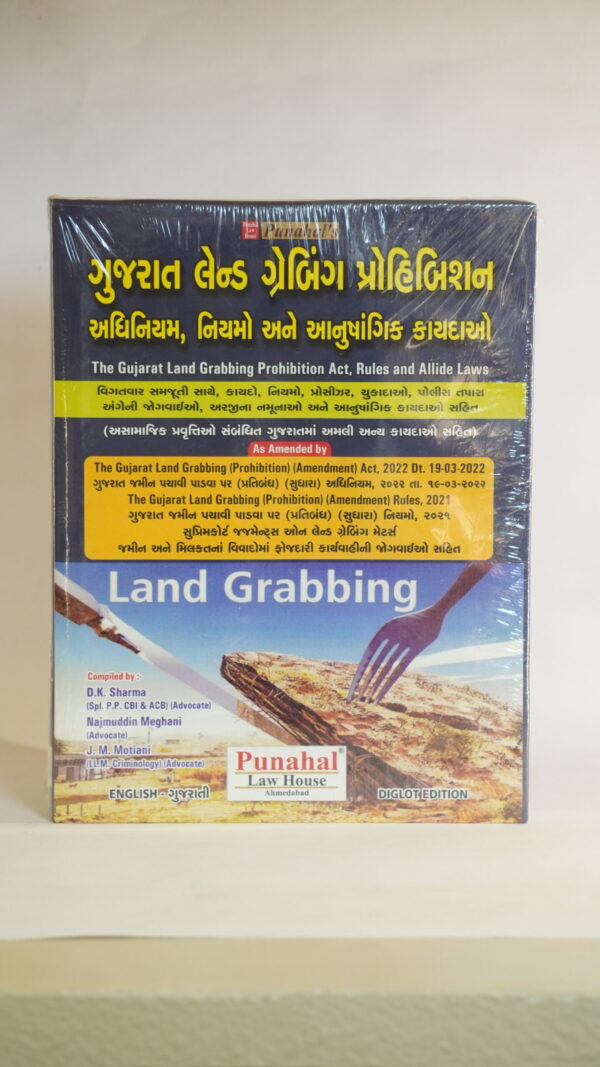 Punahal Law House
Punahal's
ગુજરાત લેન્ડ ગ્રેબિંગ પ્રોહિબિશન
અધિનિયમ, નિયમો અને આનુષાંગિક કાયદાઓ
The Gujarat Land Grabbing Prohibition Act, Rules and Allide Laws
વિગતવાર સમજૂતી સાથે, કાયદો, નિયમો, પ્રોસીઝર, ચુકાદાઓ, પોલીસ તપાસ
અંગેની જોગવાઈઓ, અરજીના નમૂનાઓ અને આનુષાંગિક કાયદાઓ સહિત
(અસામાજિક પ્રવૃત્તિઓ સંબંધિત ગુજરાતમાં અમલી અન્ય કાયદાઓ સહિત)
As Amended by
The Gujarat Land Grabbing (Prohibition) (Amendment) Act, 2022 Dt. 19-03-2022
ગુજરાત જમીન પચાવી પાડવા પર (પ્રતિબંધ) (સુધારા) અધિનિયમ, ૨૦૨૨ તા. ૧૯-૦૩-૨૦૨૨
The Gujarat Land Grabbing (Prohibition) (Amendment) Rules, 2021
ગુજરાત જમીન પચાવી પાડવા પર (પ્રતિબંધ) (સુધારા) નિયમો, ૨૦૨૧
સુપ્રિમકોર્ટ જજમેન્ટ્સ ઓન લેન્ડ ગ્રેબિંગ મેટર્સ
જમીન અને મિલકતનાં વિવાદોમાં ફોજદારી કાર્યવાહીની જોગવાઈઓ સહિત
Land Grabbing
Compiled by :-
D.K. Sharma
(Spl. P.P. CBI & ACB) (Advocate)
Najmuddin Meghani
(Advocate)
J. M. Motiani
(LL.M. Criminology) (Advocate)
Punahal®
Law House
Ahmedabad
ENGLISH - ગુજરાતી
DIGLOT EDITION